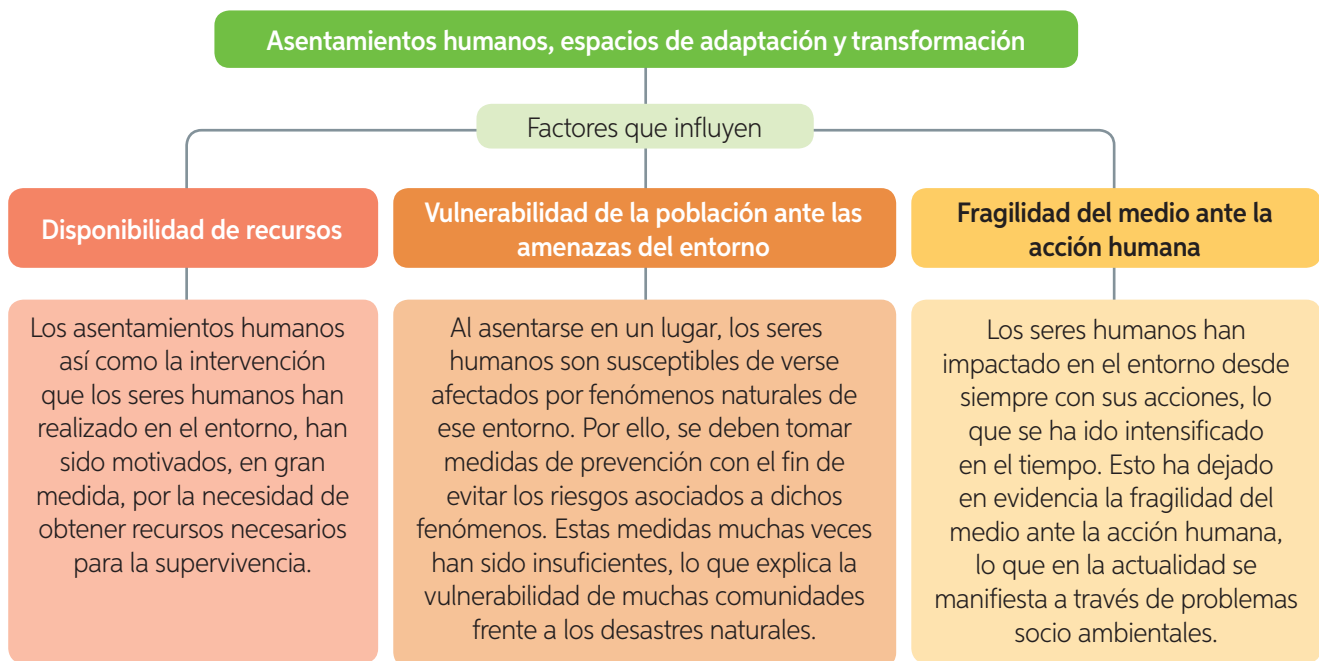 Asentamientos humanos, espacios de adaptación y transformación
Factores que influyen
Disponibilidad de recursos
Los asentamientos humanos
así como la intervención
que los seres humanos han
realizado en el entorno, han
sido motivados, en gran
medida, por la necesidad de
obtener recursos necesarios
para la supervivencia.
Vulnerabilidad de la población ante las
amenazas del entorno
Al asentarse en un lugar, los seres
humanos son susceptibles de verse
afectados por fenómenos naturales de
ese entorno. Por ello, se deben tomar
medidas de prevención con el fin de
evitar los riesgos asociados a dichos
fenómenos. Estas medidas muchas veces
han sido insuficientes, lo que explica la
vulnerabilidad de muchas comunidades
frente a los desastres naturales.
Fragilidad del medio ante la
acción humana
Los seres humanos han
impactado en el entorno desde
siempre con sus acciones, lo
que se ha ido intensificado
en el tiempo. Esto ha dejado
en evidencia la fragilidad del
medio ante la acción humana,
lo que en la actualidad se
manifiesta a través de problemas
socio ambientales.